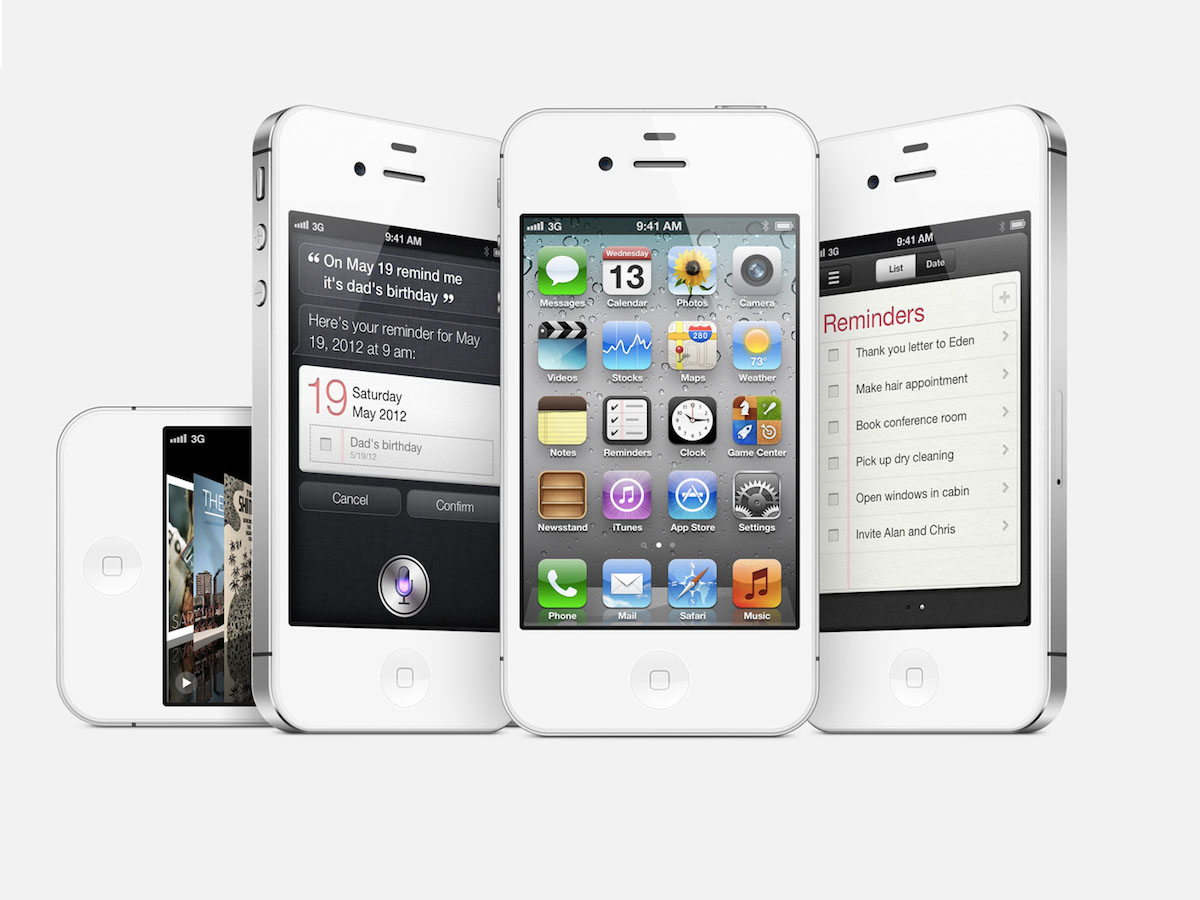 3G
THE
3G
9:41 AM
“ On May 19 remind me
it's dad's birthday ”
Here's your reminder for May
19, 2012 at 9 am:
19
Saturday
May 2012
Dad's birthday
5/19/12
Cancel
Confirm
3G
9:41 AM
Wednesday
13
280
73°
Messages
Calendar
Photos
Camera
Videos
Stocks
Maps
Weather
Notes
Reminders
Clock
Game Center
Newsstand
iTunes
App Store
Settings
Phone
Mail
Safari
Music
3G
9:41 AM
List
Date
Reminders
Thank you letter to Eden
Make hair appointment
Book conference room
Pick up dry cleaning
Open windows in cabin
Invite Alan and Chris